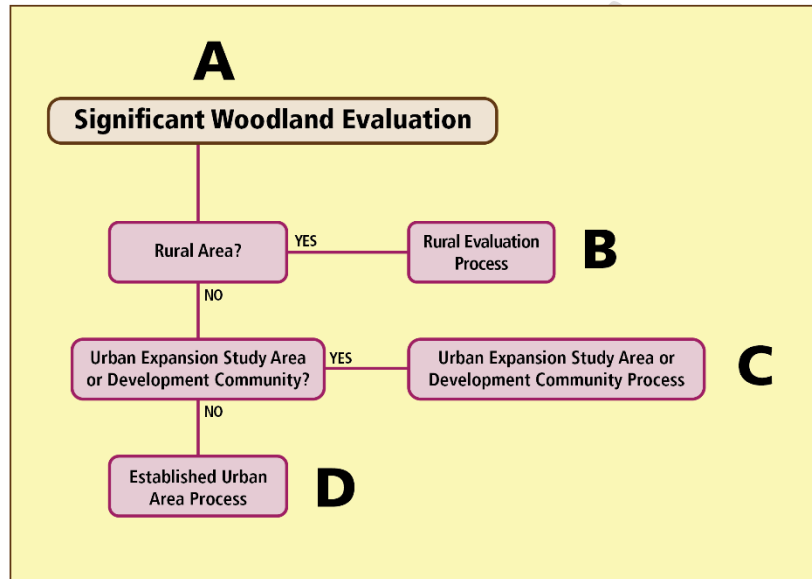 A
Significant Woodland Evaluation
Rural Area?
YES
Rural Evaluation
Process
B
NO
Urban Expansion Study Area
or Development Community?
YES
Urban Expansion Study Area or
Development Community Process
C
NO
Established Urban
Area Process
D